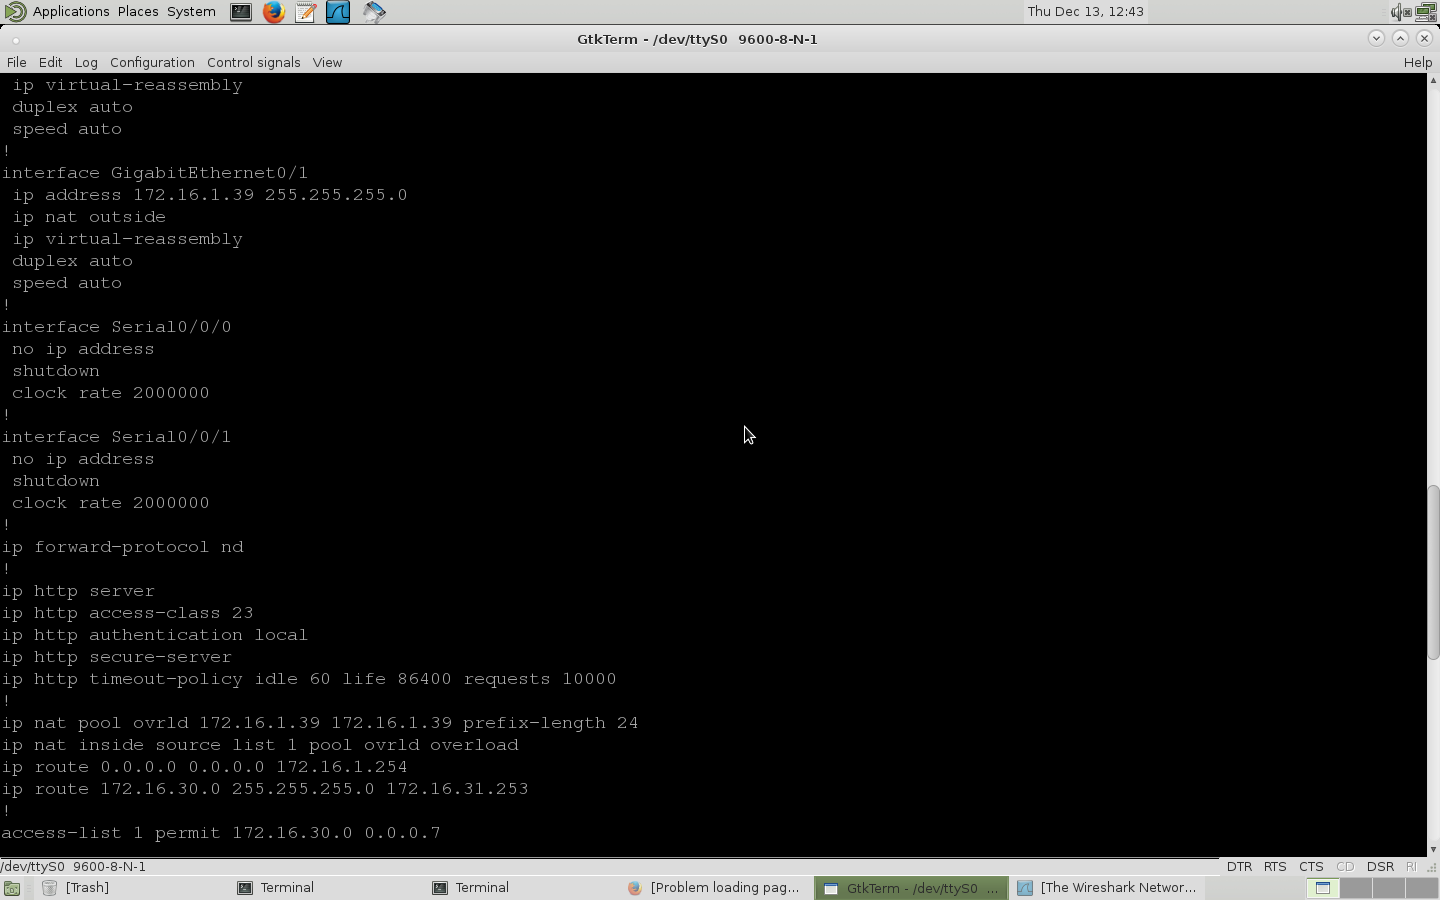 Applications Places System
Thu Dec 13, 12:43
GtkTerm - /dev/ttyS0 9600-8-N-1
File Edit Log Configuration Control signals View Help
ip virtual-reassembly
duplex auto
speed auto
!
interface GigabitEthernet0/1
ip address 172.16.1.39 255.255.255.0
ip nat outside
ip virtual-reassembly
duplex auto
speed auto
!
interface Serial0/0/0
no ip address
shutdown
clock rate 2000000
!
interface Serial0/0/1
no ip address
shutdown
clock rate 2000000
!
ip forward-protocol nd
!
ip http server
ip http access-class 23
ip http authentication local
ip http secure-server
ip http timeout-policy idle 60 life 86400 requests 10000
!
ip nat pool ovrld 172.16.1.39 172.16.1.39 prefix-length 24
ip nat inside source list 1 pool ovrld overload
ip route 0.0.0.0 0.0.0.0 172.16.1.254
ip route 172.16.30.0 255.255.255.0 172.16.31.253
!
access-list 1 permit 172.16.30.0 0.0.0.7
/dev/ttyS0 9600-8-N-1
DTR RTS CTS CD DSR RI
[Trash]
Terminal
Terminal
[Problem loading pag...
GtkTerm - /dev/ttyS0 ...
[The Wireshark Networ...